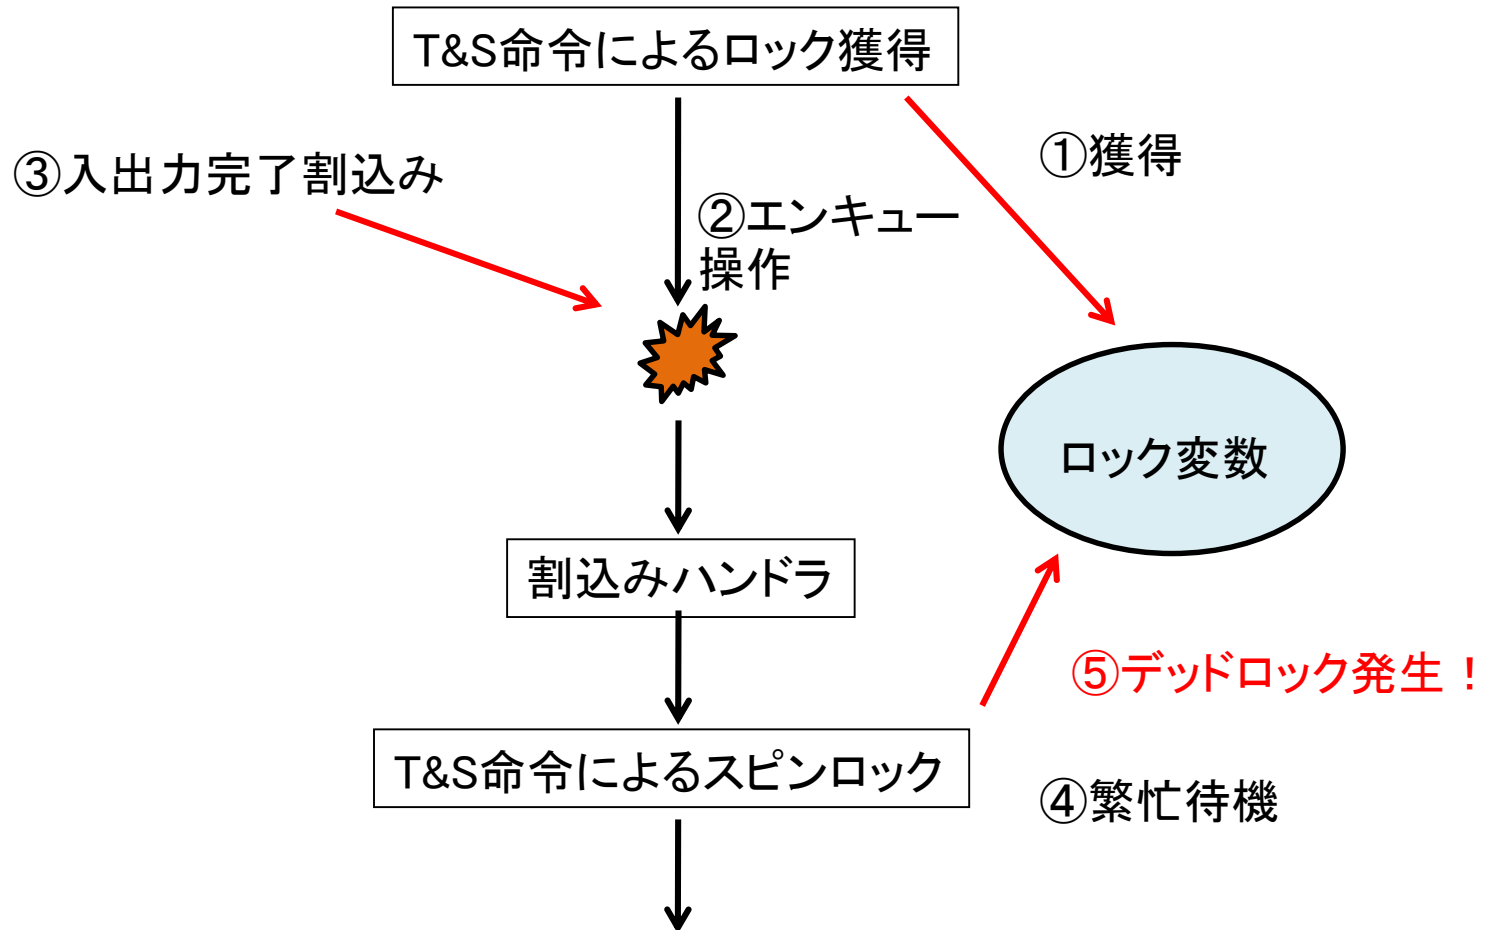 T&S命令によるロック獲得
①獲得
③入出力完了割込み
②エンキュー
操作
ロック変数
割込みハンドラ
⑤デッドロック発生！
T&S命令によるスピンロック
④繁忙待機